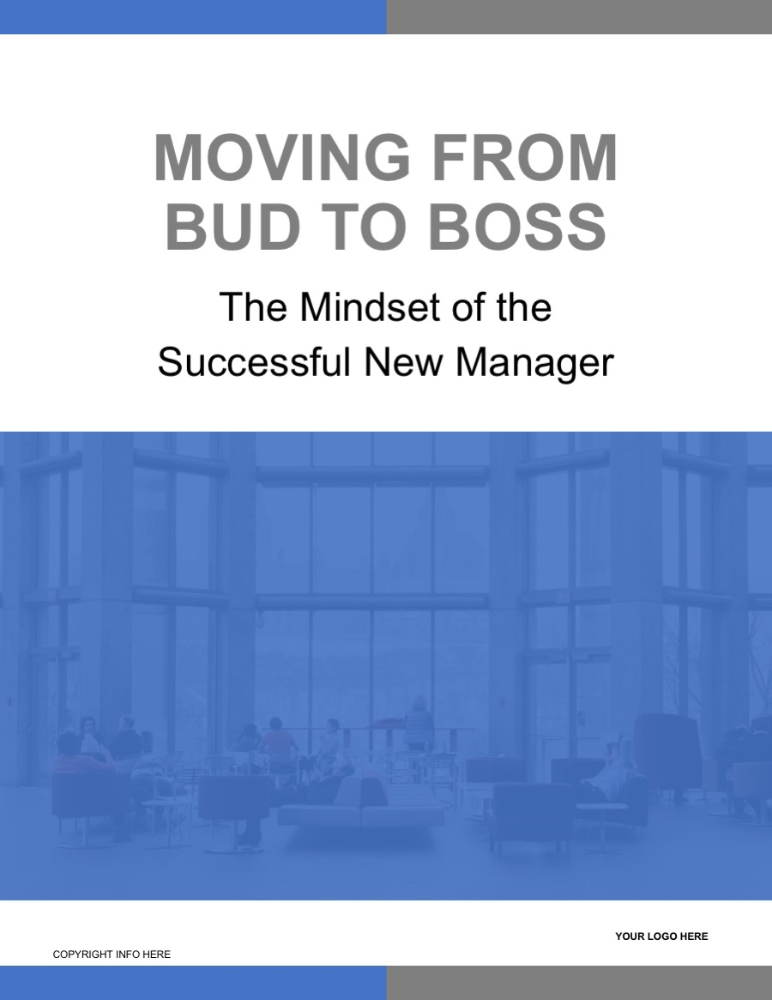 MOVING FROM
BUD TO BOSS
The Mindset of the
Successful New Manager
YOUR LOGO HERE
COPYRIGHT INFO HERE